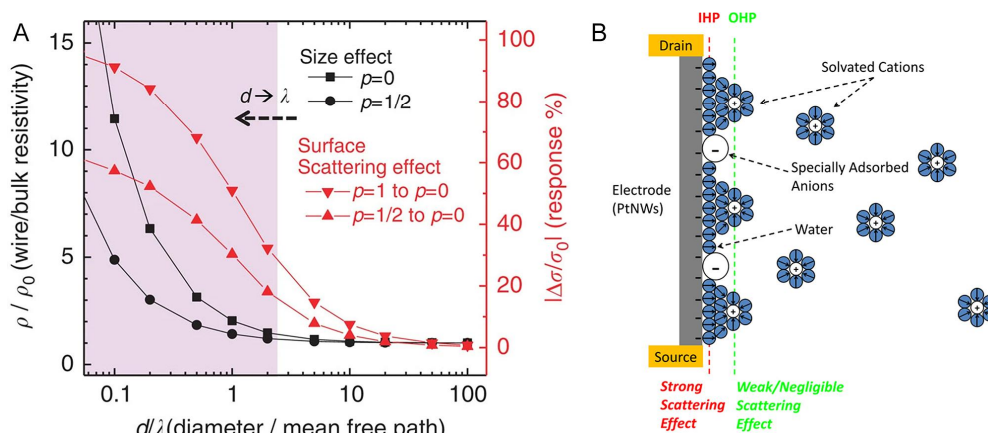 A
ρ / ρ0 (wire/bulk resistivity)
15
10
5
0
0.1
1
10
100
d/λ(diameter / mean free path)
Size effect
p=0
p=1/2
d → λ
Surface
Scattering effect
p=1 to p=0
p=1/2 to p=0
100
80
60
40
20
0
|Δσ/σ0| (response %)
B
IHP OHP
Drain
Solvated Cations
Specially Adsorbed
Anions
Electrode
(PtNWs)
Water
Source
Strong
Scattering
Effect
Weak/Negligible
Scattering
Effect